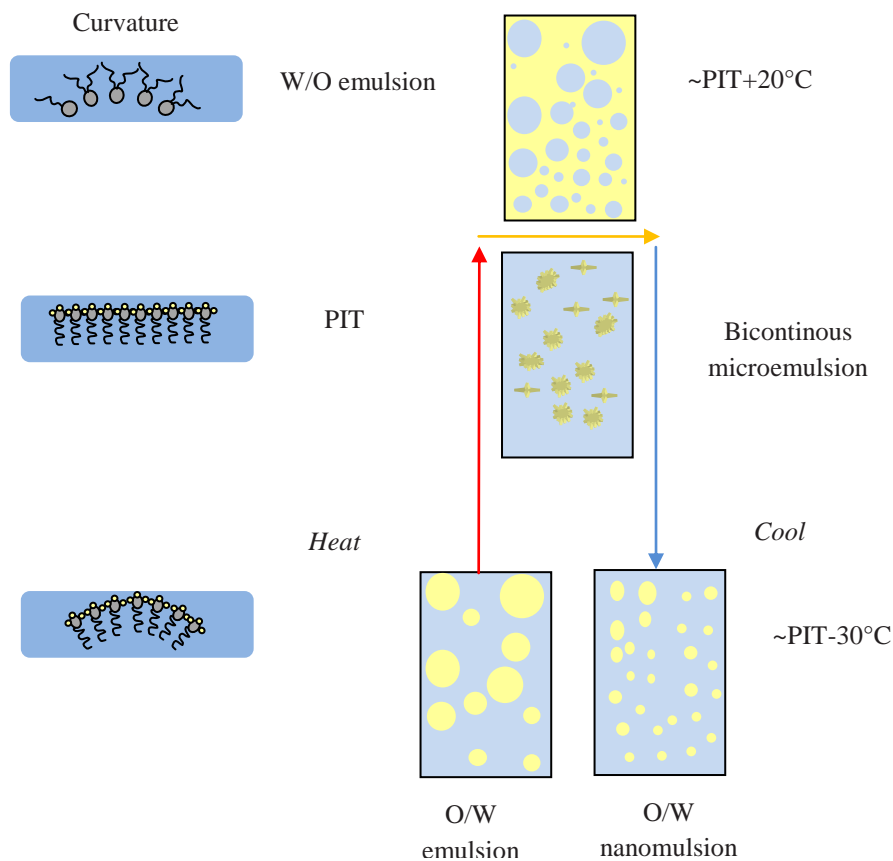 Curvature
W/O emulsion
~PIT+20°C
PIT
Bicontinous
microemulsion
Heat
Cool
~PIT-30°C
O/W
emulsion
O/W
nanomulsion